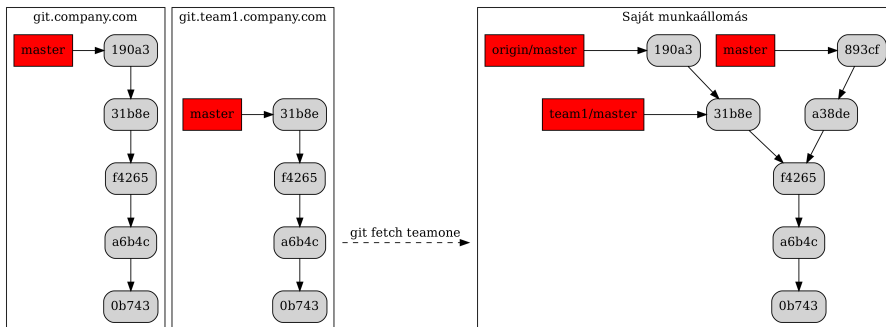 git.company.com
master
190a3
31b8e
f4265
a6b4c
0b743
git.team1.company.com
master
31b8e
f4265
a6b4c
0b743
git fetch teamone
Saját munkaállomás
origin/master
190a3
master
893cf
team1/master
31b8e
a38de
f4265
a6b4c
0b743